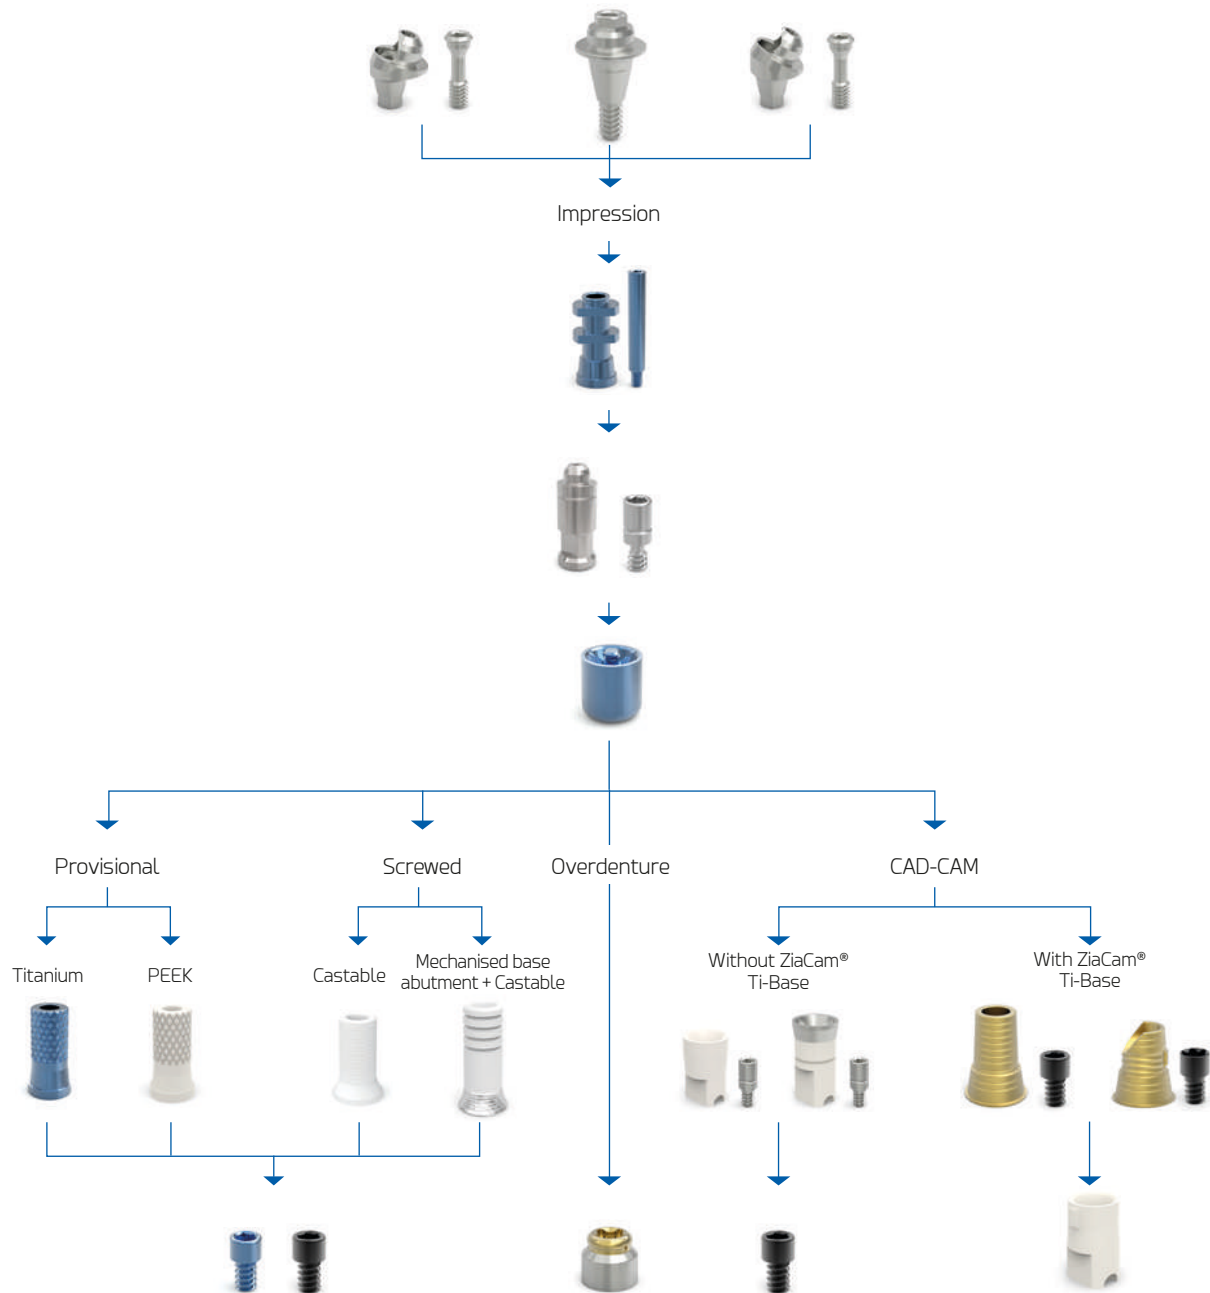 Impression
Provisional
Screwed
Overdenture
CAD-CAM
Titanium
PEEK
Castable
Mechanised base
abutment + Castable
Without ZiaCam®
Ti-Base
With ZiaCam®
Ti-Base